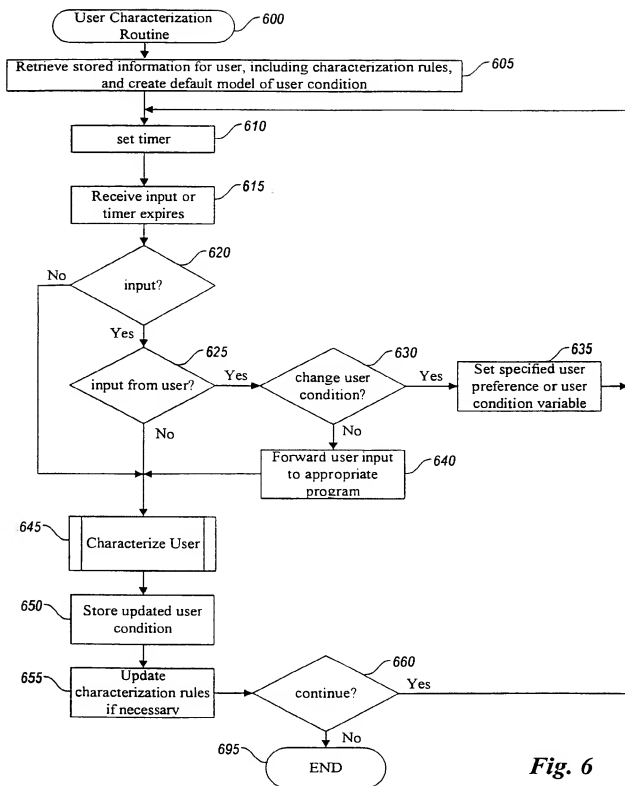 User Characterization
Routine
600
Retrieve stored information for user, including characterization rules,
and create default model of user condition
605
set timer
610
Receive input or
timer expires
615
input?
620
No
Yes
input from user?
625
Yes
No
change user
condition?
630
Yes
No
Set specified user
preference or user
condition variable
635
Forward user input
to appropriate
program
640
645
Characterize User
650
Store updated user
condition
655
Update
characterization rules
if necessary
continue?
660
Yes
No
695
END
Fig. 6